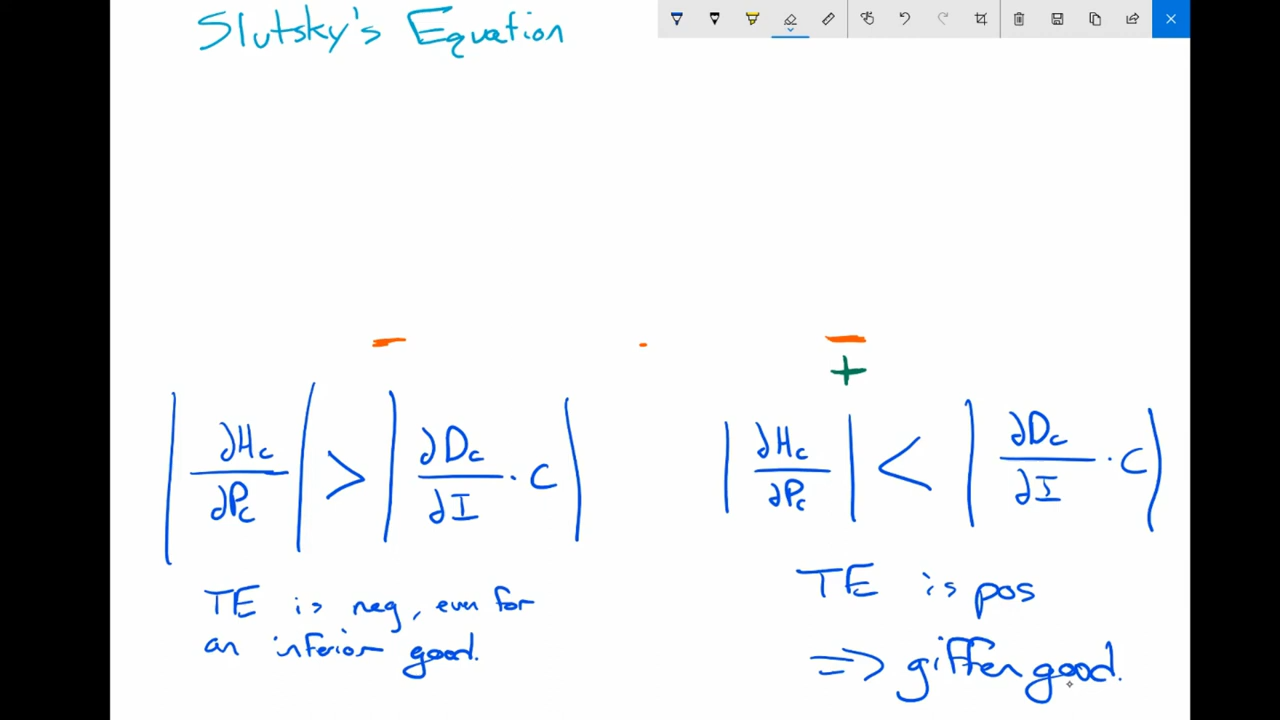 Slutsky's Equation
− − +
|∂Hc/∂Pc| > |∂Dc/∂I · C|
|∂Hc/∂Pc| < |∂Dc/∂I · C|
TE is neg, even for
an inferior good.
TE is pos
=> giffen good.